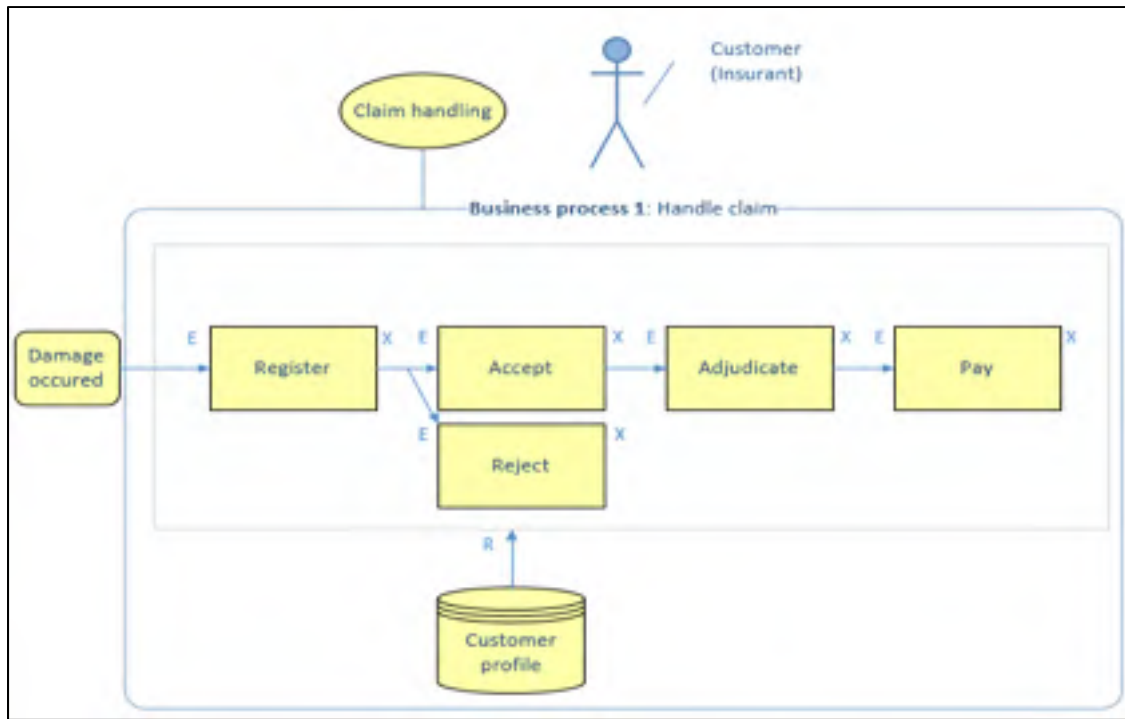 Customer
(Insurant)
Claim handling
Business process 1: Handle claim
E X E X E X E X
Damage
occured
Register
Accept
Adjudicate
Pay
E X
Reject
R
Customer
profile